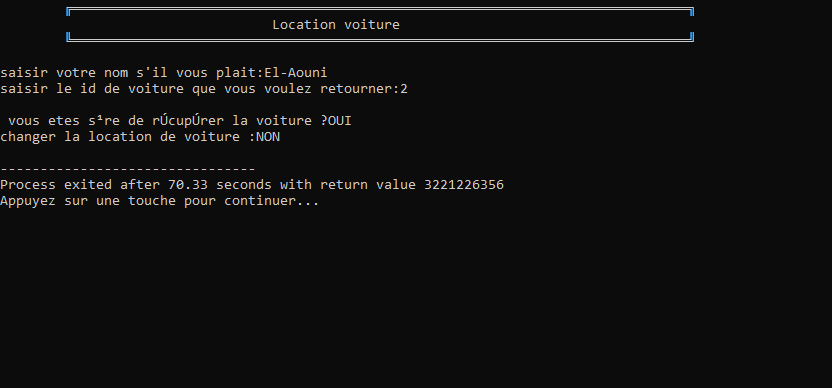 Location voiture
saisir votre nom s'il vous plait:El-Aouni
saisir le id de voiture que vous voulez retourner:2
vous etes s¹re de rÚcupÚrer la voiture ?OUI
changer la location de voiture :NON
--------------------------------
Process exited after 70.33 seconds with return value 3221226356
Appuyez sur une touche pour continuer...